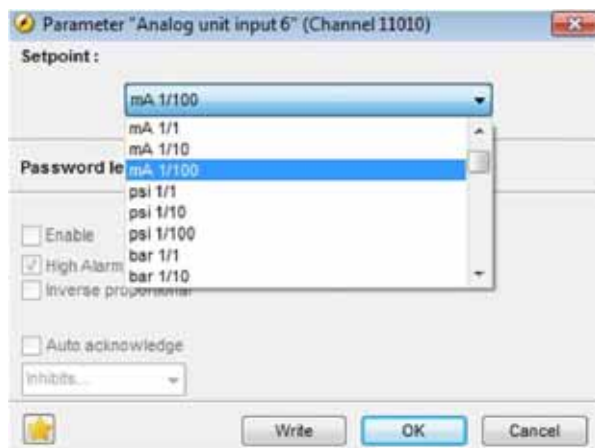 Parameter "Analog unit input 6" (Channel 11010)
Setpoint :
mA 1/100
mA 1/1
mA 1/10
Password le mA 1/100
psi 1/1
psi 1/10
Enable psi 1/100
bar 1/1
High Alarm bar 1/10
Inverse proportional
Auto acknowledge
Inhibits...
Write OK Cancel